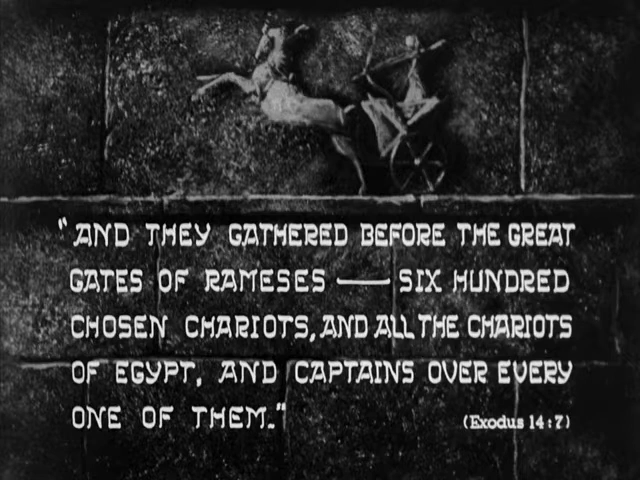 "AND THEY GATHERED BEFORE THE GREAT
GATES OF RAMESES — SIX HUNDRED
CHOSEN CHARIOTS, AND ALL THE CHARIOTS
OF EGYPT, AND CAPTAINS OVER EVERY
ONE OF THEM."
(Exodus 14:7)